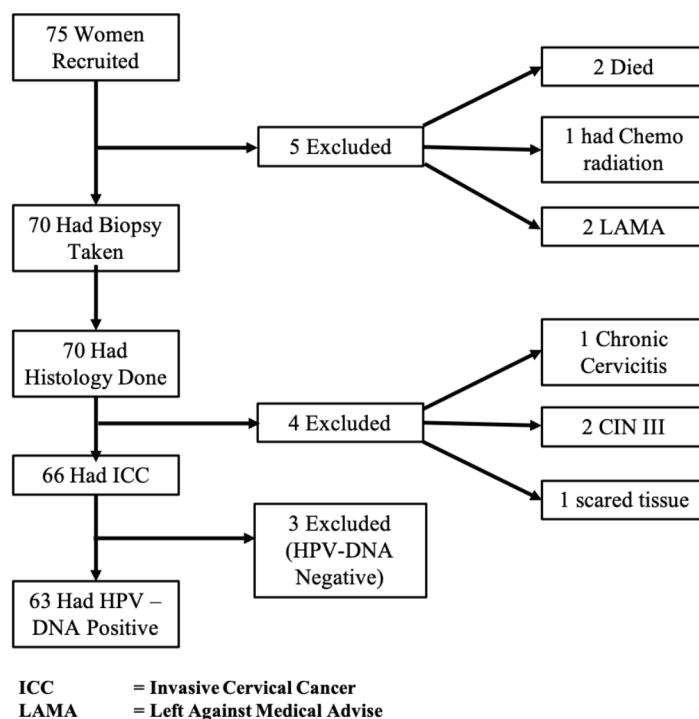 75 Women
Recruited
2 Died
5 Excluded
1 had Chemo
radiation
2 LAMA
70 Had Biopsy
Taken
70 Had
Histology Done
1 Chronic
Cervicitis
4 Excluded
2 CIN III
66 Had ICC
1 scared tissue
3 Excluded
(HPV-DNA
Negative)
63 Had HPV –
DNA Positive
ICC = Invasive Cervical Cancer
LAMA = Left Against Medical Advise